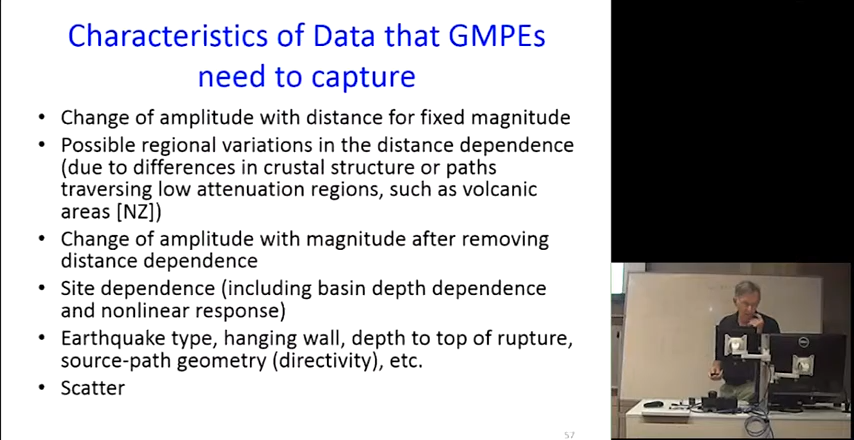 Characteristics of Data that GMPEs
need to capture
• Change of amplitude with distance for fixed magnitude
• Possible regional variations in the distance dependence
(due to differences in crustal structure or paths
traversing low attenuation regions, such as volcanic
areas [NZ])
• Change of amplitude with magnitude after removing
distance dependence
• Site dependence (including basin depth dependence
and nonlinear response)
• Earthquake type, hanging wall, depth to top of rupture,
source-path geometry (directivity), etc.
• Scatter
57
DELL